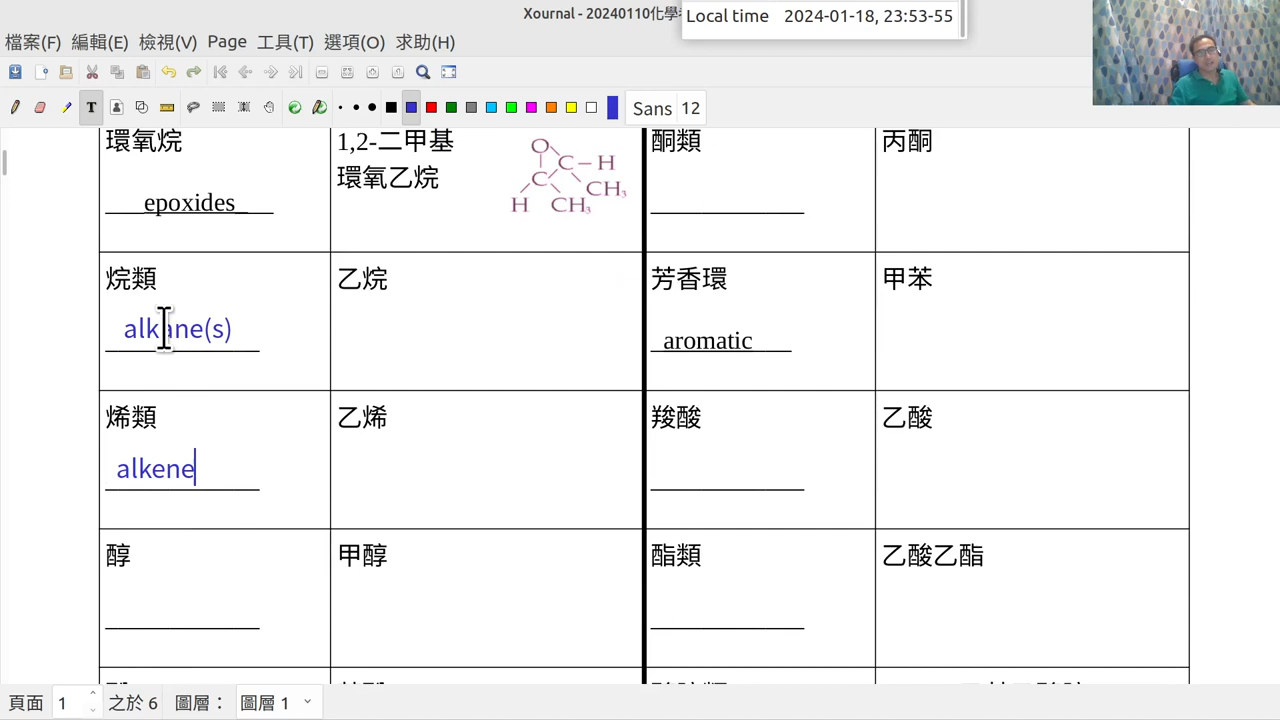 Xournal - 20240110化學考
Local time 2024-01-18, 23:53-55
檔案(F) 編輯(E) 檢視(V) Page 工具(T) 選項(O) 求助(H)
T
Sans 12
環氧烷
epoxides
1,2-二甲基
環氧乙烷
O
C－H
C
CH₃
H CH₃
酮類
丙酮
烷類
alkane(s)
乙烷
芳香環
aromatic
甲苯
烯類
alkene
乙烯
羧酸
乙酸
醇
甲醇
酯類
乙酸乙酯
頁面 1 之於 6 圖層： 圖層 1